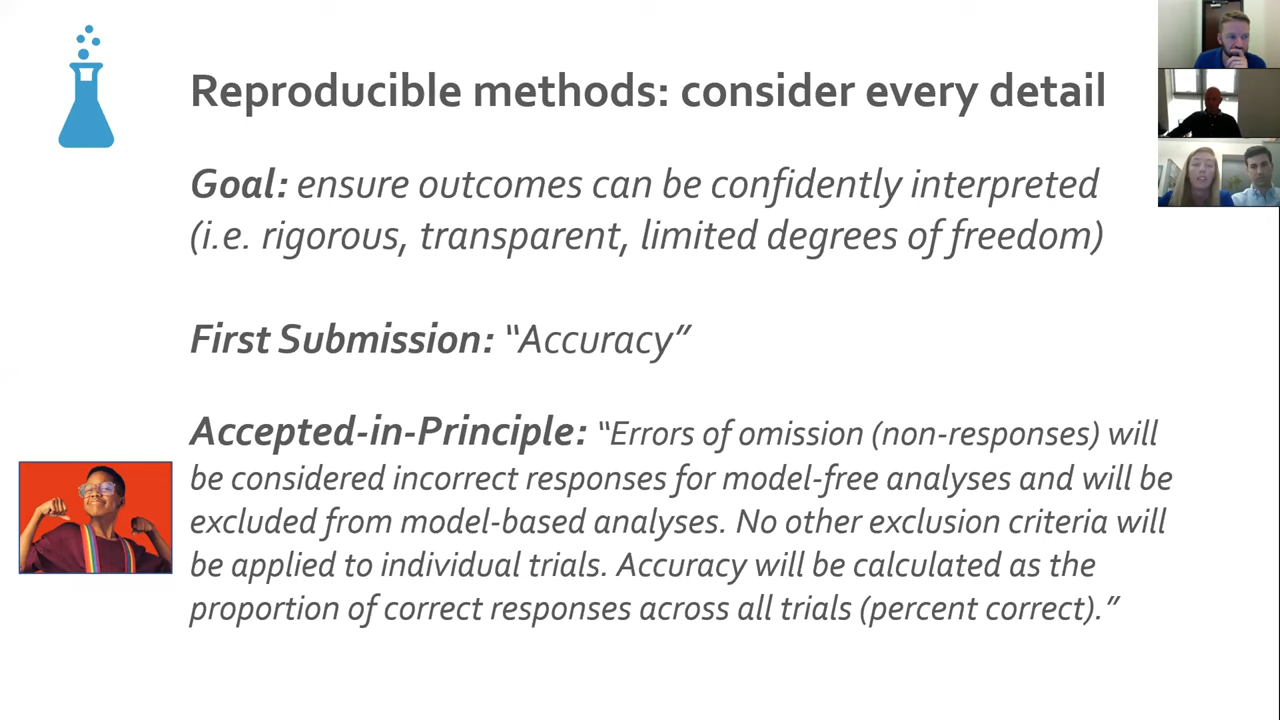 Reproducible methods: consider every detail
Goal: ensure outcomes can be confidently interpreted
(i.e. rigorous, transparent, limited degrees of freedom)
First Submission: “Accuracy”
Accepted-in-Principle: “Errors of omission (non-responses) will
be considered incorrect responses for model-free analyses and will be
excluded from model-based analyses. No other exclusion criteria will
be applied to individual trials. Accuracy will be calculated as the
proportion of correct responses across all trials (percent correct).”